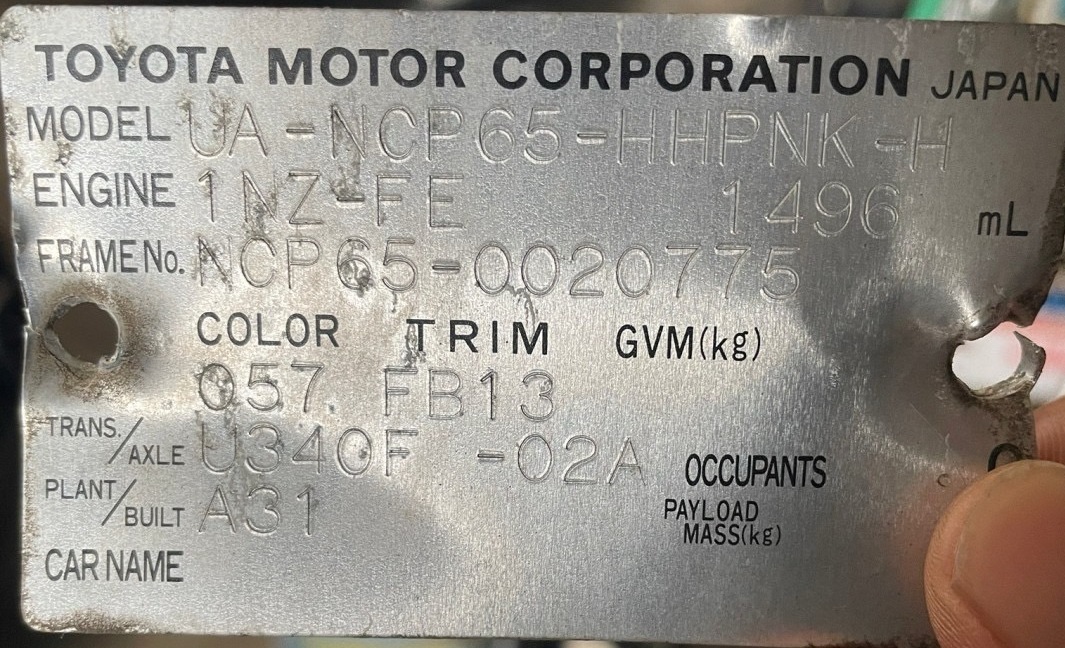 TOYOTA MOTOR CORPORATION JAPAN
MODEL UA-NCP65-HHPNK-H
ENGINE 1NZ-FE 1496 mL
FRAME No. NCP65-0020775
COLOR TRIM GVM(kg)
057 FB13
TRANS./AXLE U340F -02A OCCUPANTS
PLANT/BUILT A31 PAYLOAD MASS(kg)
CAR NAME